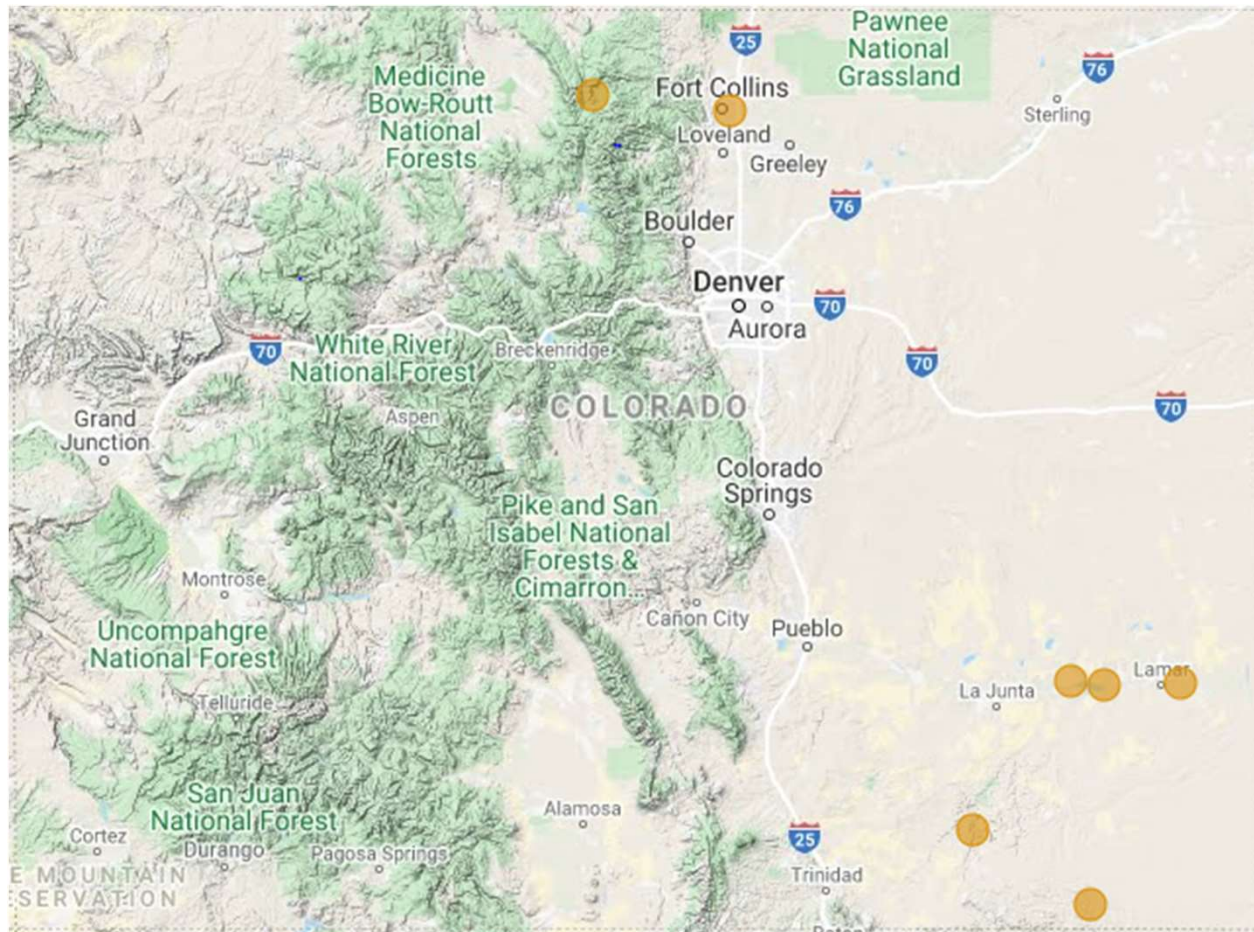 Pawnee
National
Grassland
25
76
Medicine
Bow-Routt
National
Forests
Fort Collins
Sterling
Loveland
Greeley
76
Boulder
Denver
70
Aurora
70
White River
National Forest
Breckenridge
70
COLORADO
70
Aspen
Grand
Junction
Colorado
Springs
Pike and San
Isabel National
Forests &
Cimarron...
Montrose
Cañon City
Pueblo
Uncompahgre
National Forest
Lamar
La Junta
Telluride
San Juan
National Forest
Alamosa
Cortez
Durango
Pagosa Springs
25
Trinidad
E MOUNTAIN
ESERVATION